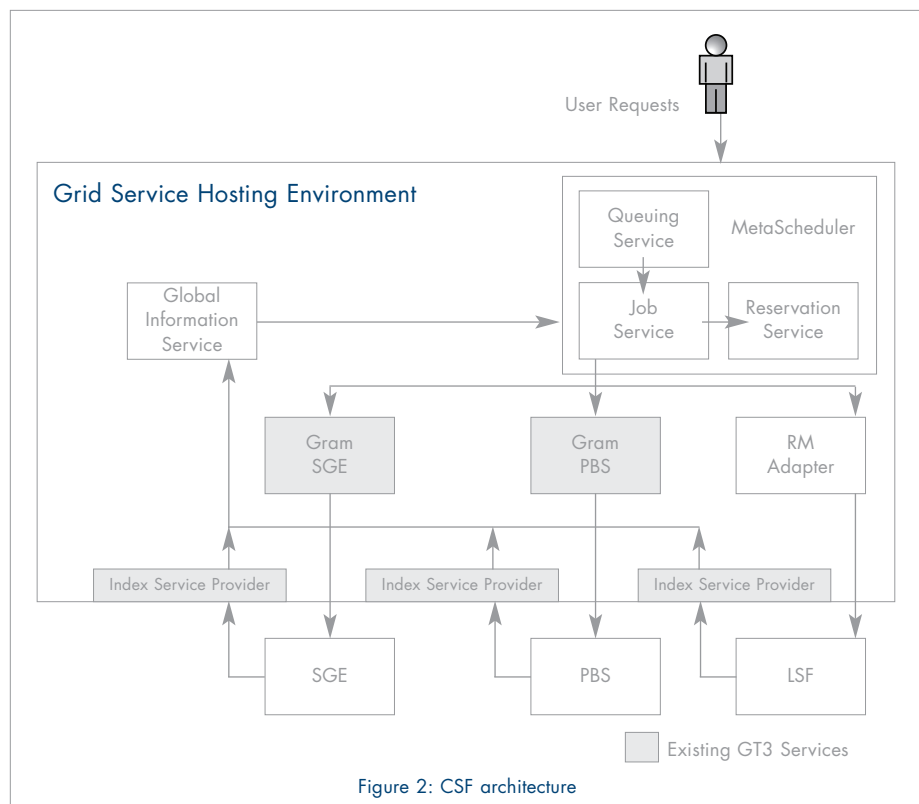 User Requests
Grid Service Hosting Environment
Queuing
Service
MetaScheduler
Global
Information
Service
Job
Service
Reservation
Service
Gram
SGE
Gram
PBS
RM
Adapter
Index Service Provider
Index Service Provider
Index Service Provider
SGE
PBS
LSF
Existing GT3 Services
Figure 2: CSF architecture